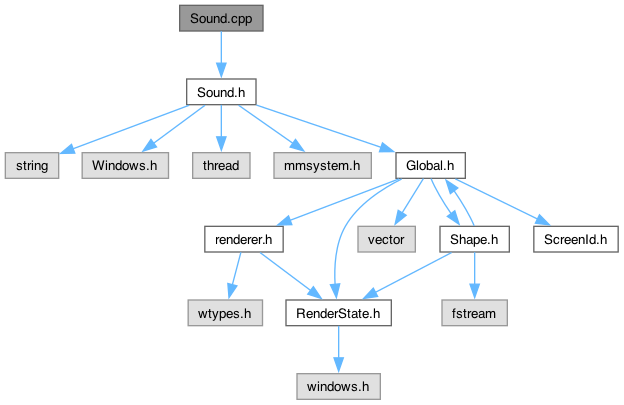 Sound.cpp
Sound.h
string
Windows.h
thread
mmsystem.h
Global.h
renderer.h
vector
Shape.h
ScreenId.h
wtypes.h
RenderState.h
fstream
windows.h